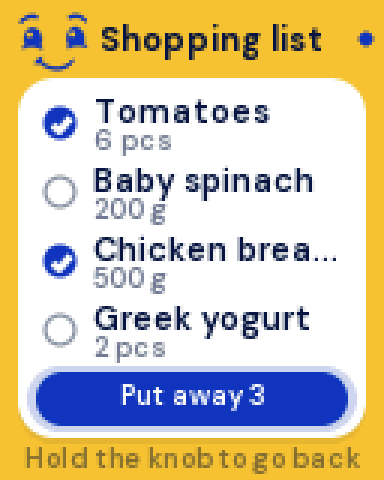 Shopping list
Tomatoes
6 pcs
Baby spinach
200 g
Chicken brea...
500 g
Greek yogurt
2 pcs
Put away 3
Hold the knob to go back